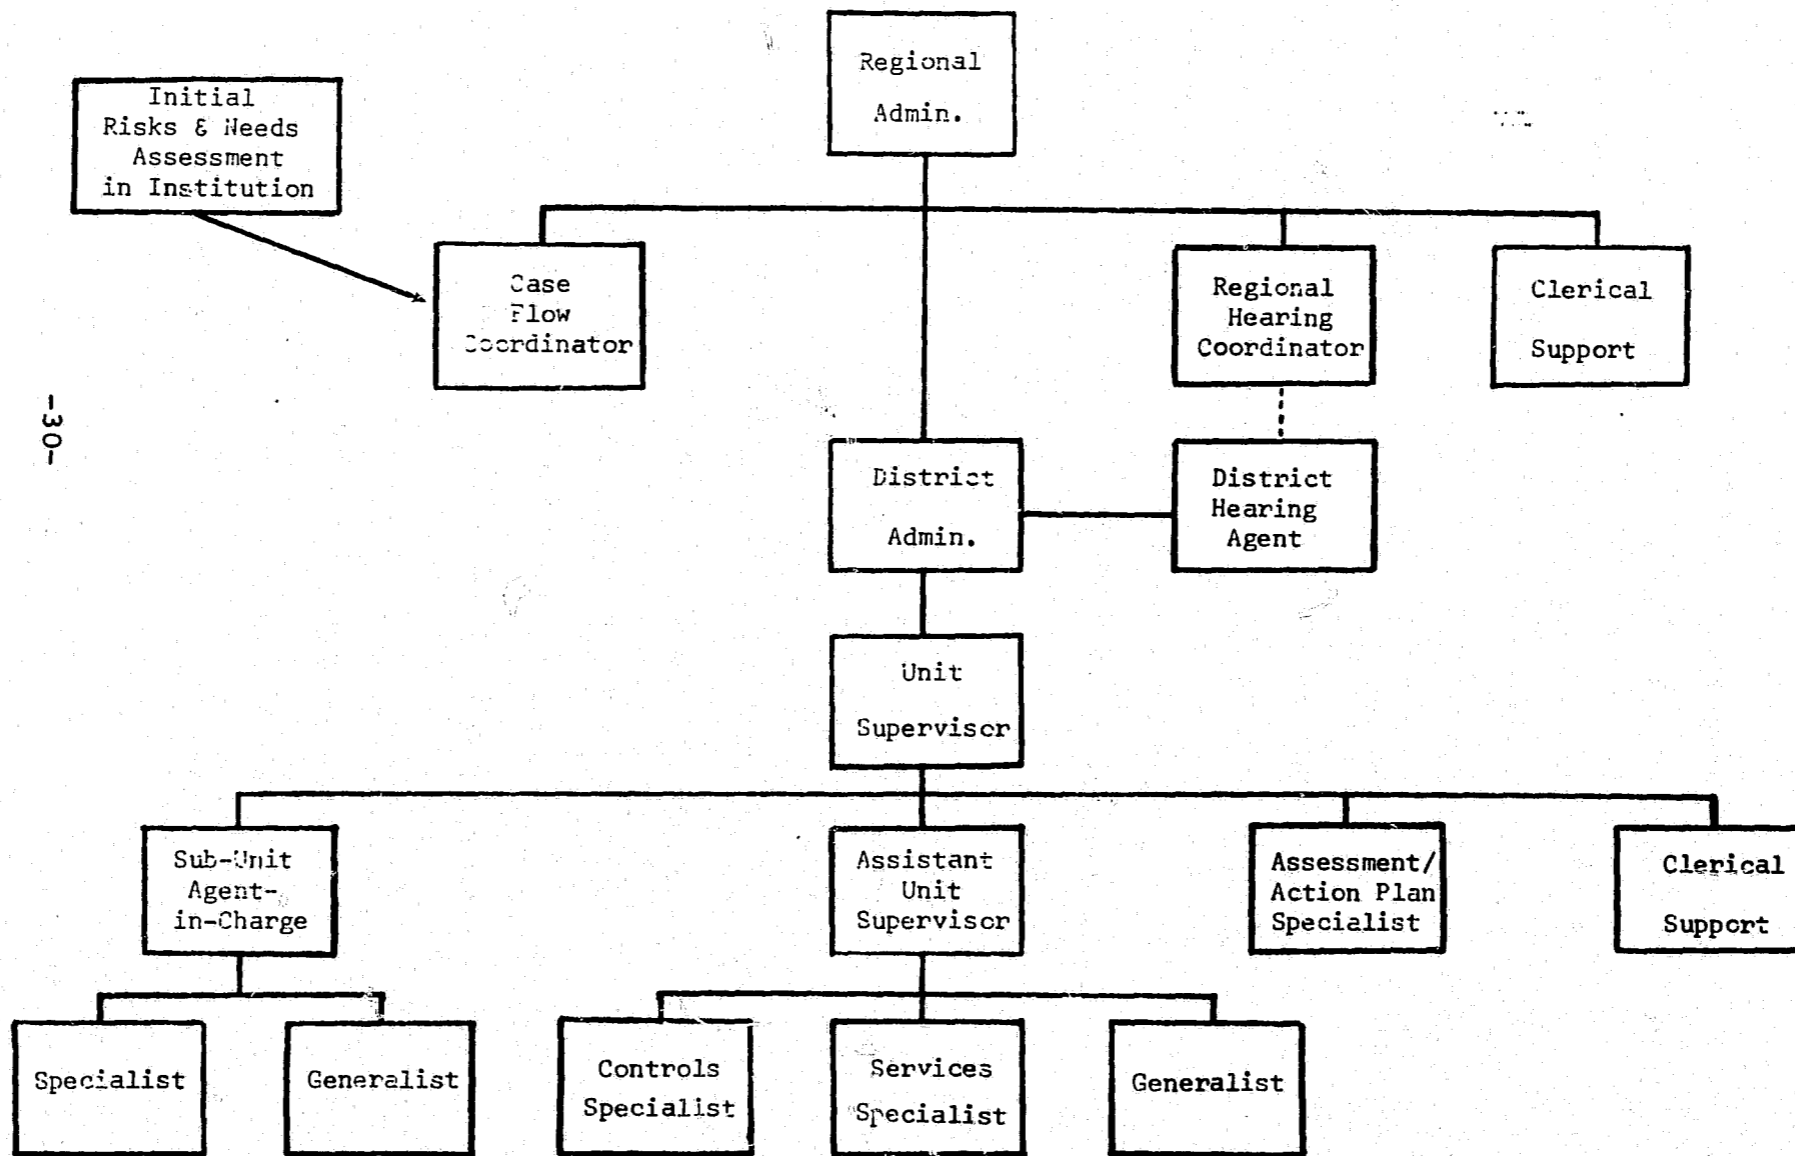 Regional
Admin.
Initial
Risks & Needs
Assessment
in Institution
Case
Flow
Coordinator
Regional
Hearing
Coordinator
Clerical
Support
-30-
District
Admin.
District
Hearing
Agent
Unit
Supervisor
Sub-Unit
Agent-
in-Charge
Assistant
Unit
Supervisor
Assessment/
Action Plan
Specialist
Clerical
Support
Specialist
Generalist
Controls
Specialist
Services
Specialist
Generalist